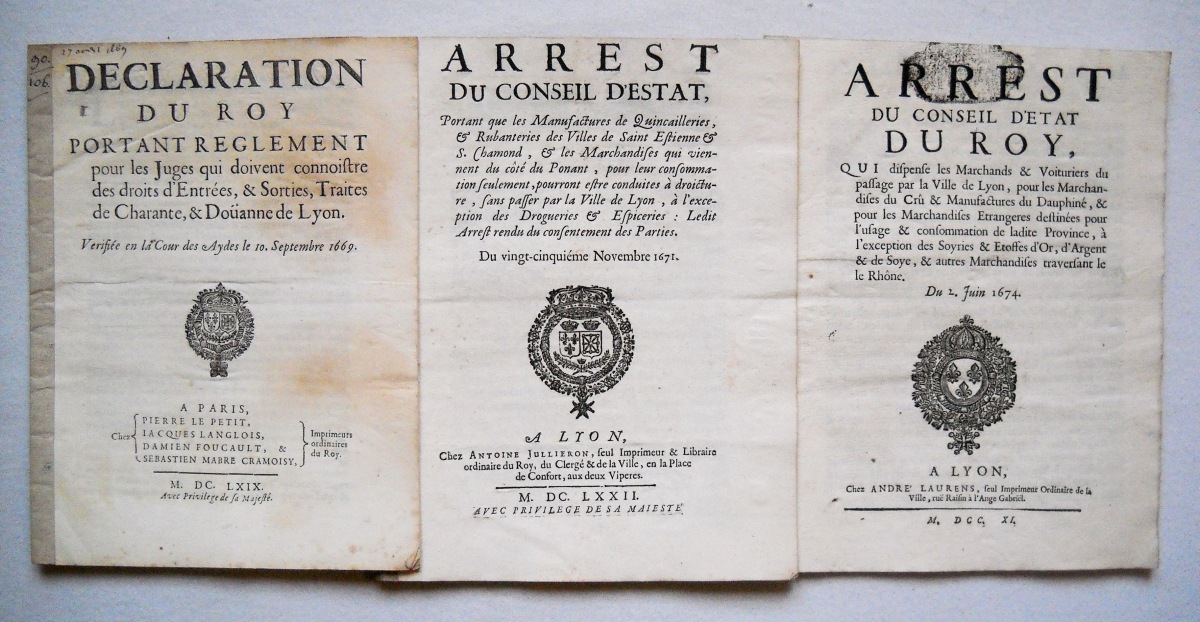 90.
106.
DECLARATION
DU ROY
PORTANT REGLEMENT
pour les Juges qui doivent connoiſtre
des droits d'Entrées, & Sorties, Traites
de Charante, & Doüanne de Lyon.
Verifiée en la Cour des Aydes le 10. Septembre 1669.
A PARIS,
Chez
PIERRE LE PETIT,
IACQUES LANGLOIS,
DAMIEN FOUCAULT, &
SEBASTIEN MABRE CRAMOISY,
Imprimeurs
ordinaires
du Roy.
M. DC. LXIX.
Avec Privilege de ſa Majeſté.
ARREST
DU CONSEIL D'ESTAT,
Portant que les Manufactures de Quincailleries,
& Rubanteries des Villes de Saint Eſtienne &
S. Chamond, & les Marchandiſes qui vien-
nent du côté du Ponant, pour leur conſomma-
tion ſeulement, pourront eſtre conduites à droictu-
re, ſans paſſer par la Ville de Lyon, à l'exce-
ption des Drogueries & Eſpiceries : Ledit
Arreſt rendu du conſentement des Parties.
Du vingt-cinquiéme Novembre 1671.
A LYON,
Chez ANTOINE JULLIERON, ſeul Imprimeur & Libraire
ordinaire du Roy, du Clergé & de la Ville, en la Place
de Confort, aux deux Viperes.
M. DC. LXXII.
AVEC PRIVILEGE DE SA MAIESTÉ
ARREST
DU CONSEIL D'ETAT
DU ROY,
QUI diſpenſe les Marchands & Voituriers du
paſſage par la Ville de Lyon, pour les Marchan-
diſes du Crû & Manufactures du Dauphiné, &
pour les Marchandiſes Etrangeres deſtinées pour
l'uſage & conſommation de ladite Province, à
l'exception des Soyries & Etoffes d'Or, d'Argent
& de Soye, & autres Marchandiſes traverſant le
le Rhône.
Du 2. Juin 1674.
A LYON,
Chez ANDRE' LAURENS, ſeul Imprimeur Ordinaire de la
Ville, ruë Raiſin à l'Ange Gabriël.
M. DCC. XI.